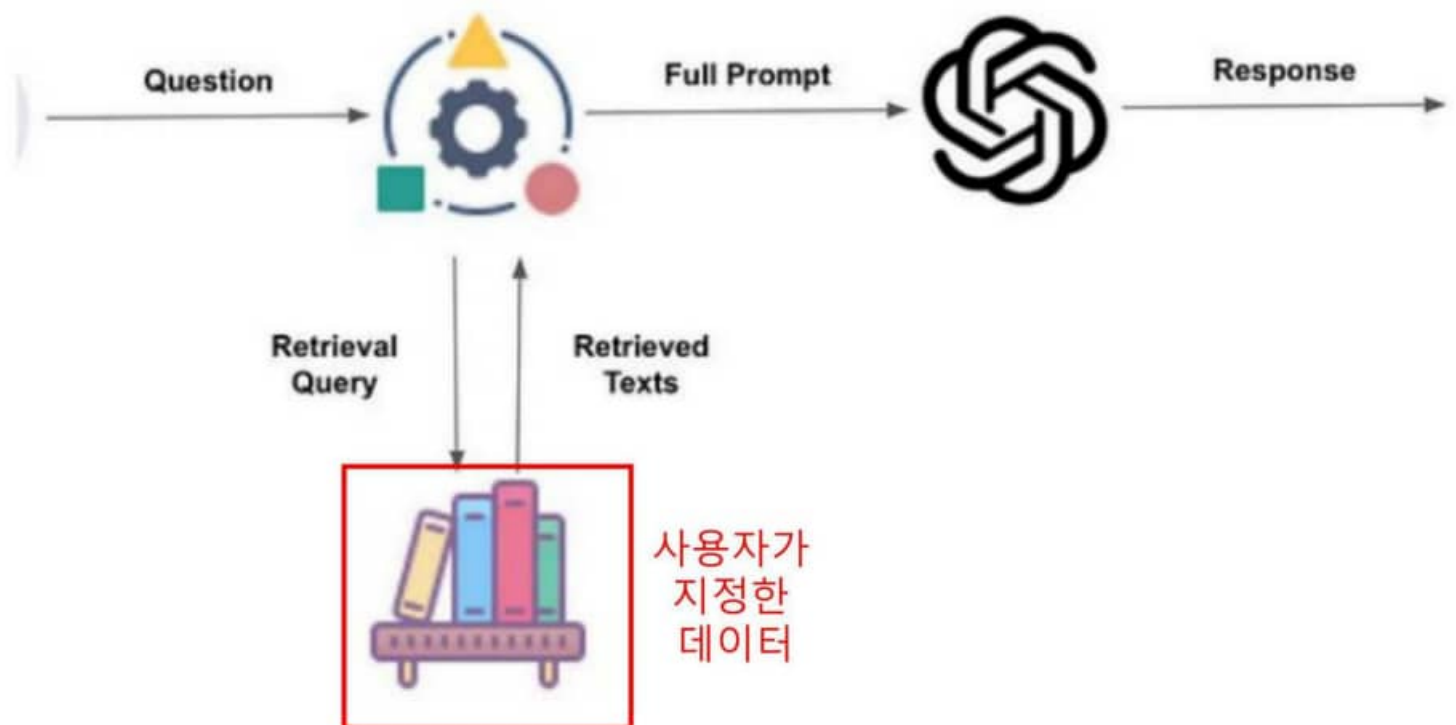 Question
Full Prompt
Response
Retrieval
Query
Retrieved
Texts
사용자가
지정한
데이터